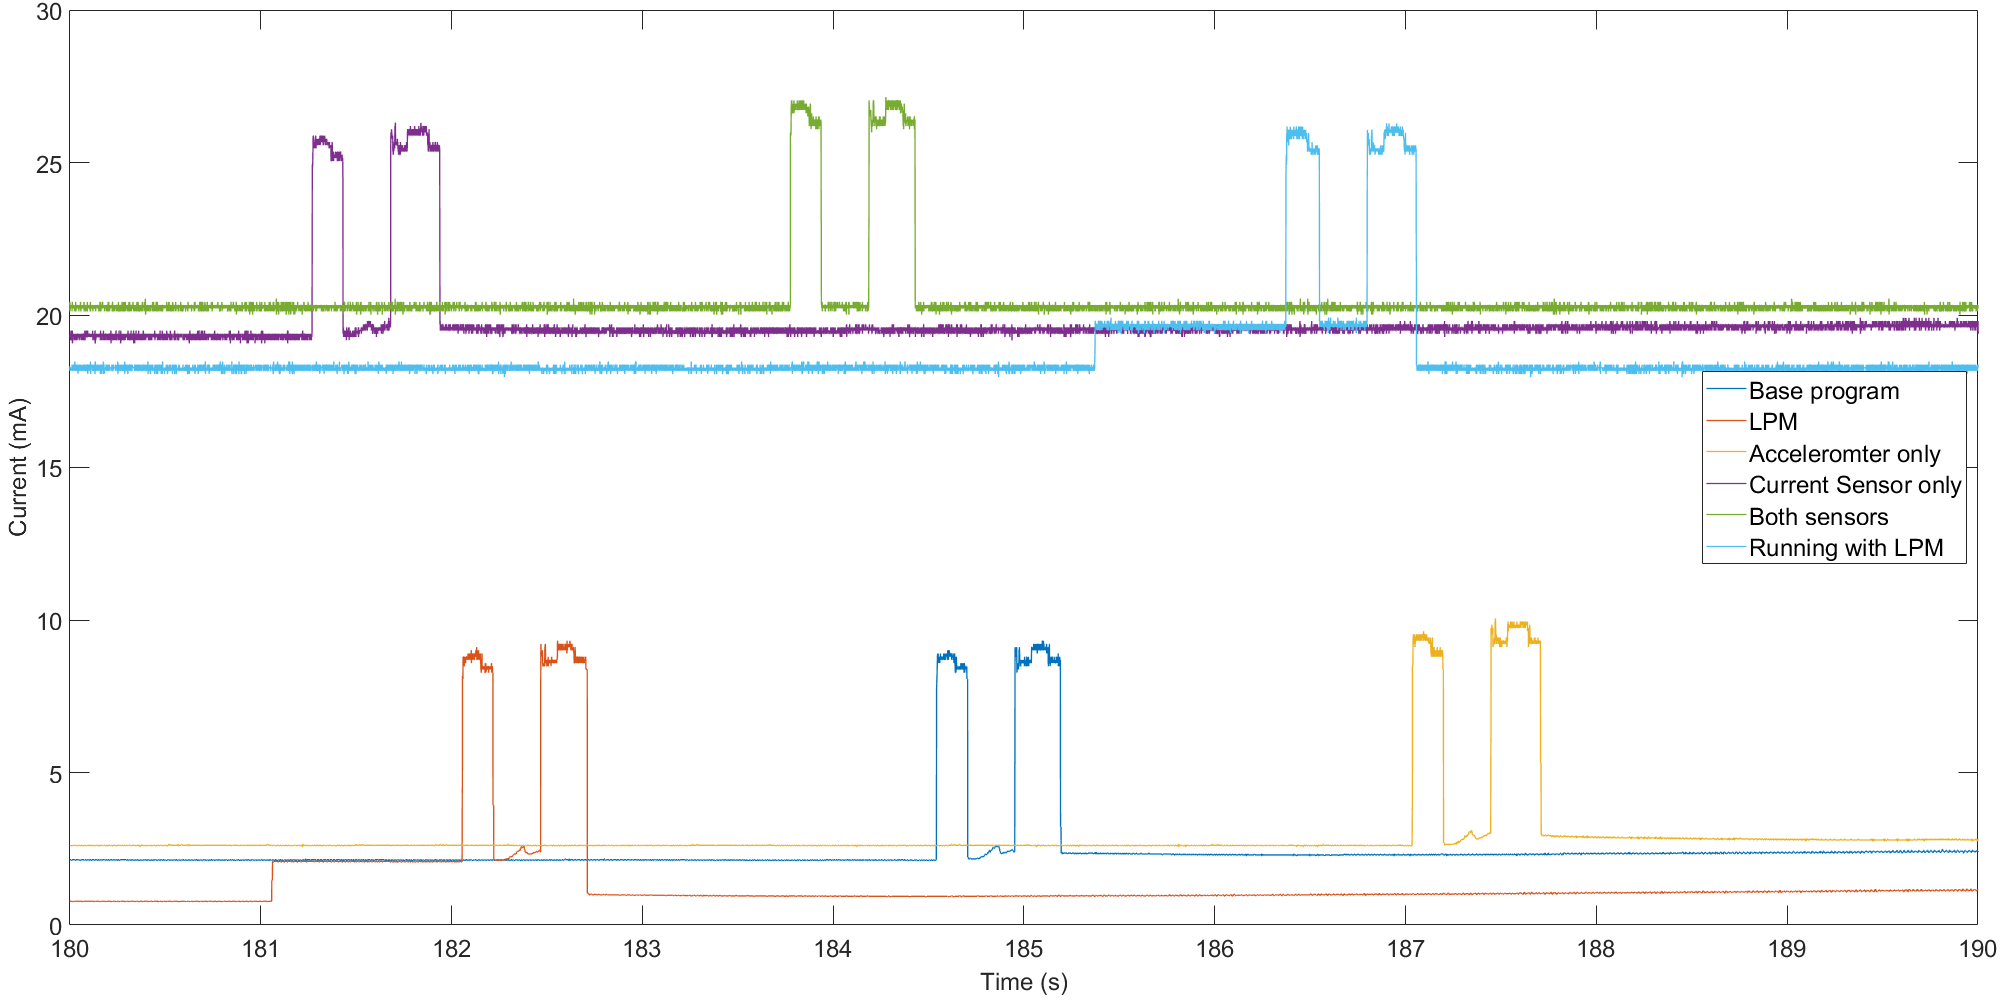 30
25
20
15
10
5
0
Current (mA)
180 181 182 183 184 185 186 187 188 189 190
Time (s)
Base program
LPM
Acceleromter only
Current Sensor only
Both sensors
Running with LPM